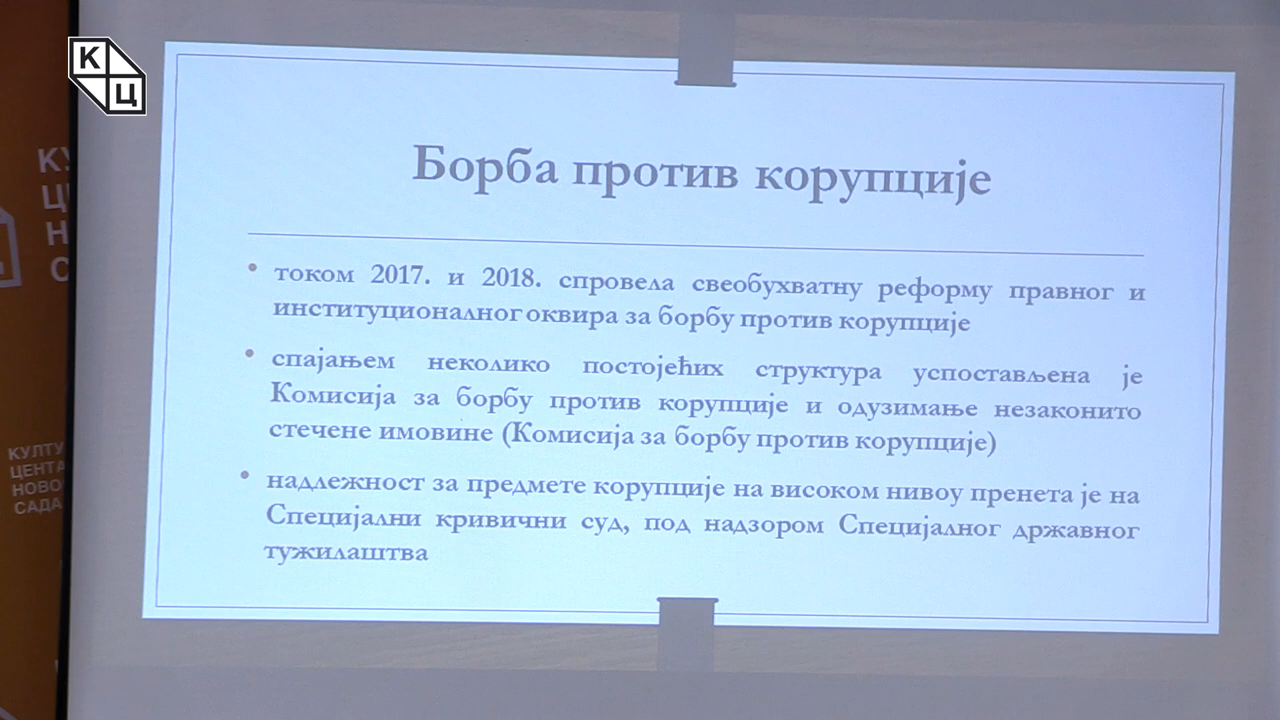 К
Ц
Борба против корупције
• током 2017. и 2018. спровела свеобухватну реформу правног и
институционалног оквира за борбу против корупције
• спајањем неколико постојећих структура успостављена је
Комисија за борбу против корупције и одузимање незаконито
стечене имовине (Комисија за борбу против корупције)
• надлежност за предмете корупције на високом нивоу пренета је на
Специјални кривични суд, под надзором Специјалног државног
тужилаштва
КУ
Ц
Н
С
КУЛТУ
ЦЕНТА
НОВО
САДА